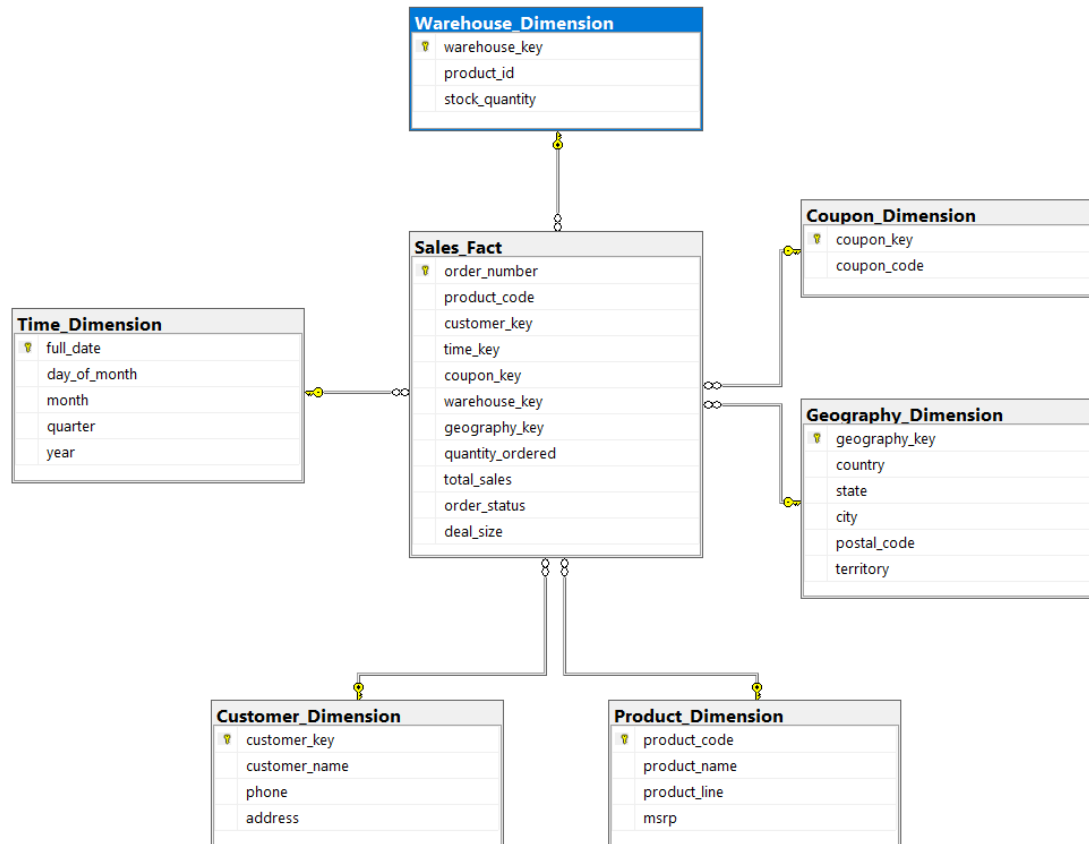 Warehouse_Dimension
warehouse_key
product_id
stock_quantity
Coupon_Dimension
coupon_key
coupon_code
Sales_Fact
order_number
product_code
customer_key
time_key
coupon_key
warehouse_key
geography_key
quantity_ordered
total_sales
order_status
deal_size
Time_Dimension
full_date
day_of_month
month
quarter
year
Geography_Dimension
geography_key
country
state
city
postal_code
territory
Customer_Dimension
customer_key
customer_name
phone
address
Product_Dimension
product_code
product_name
product_line
msrp